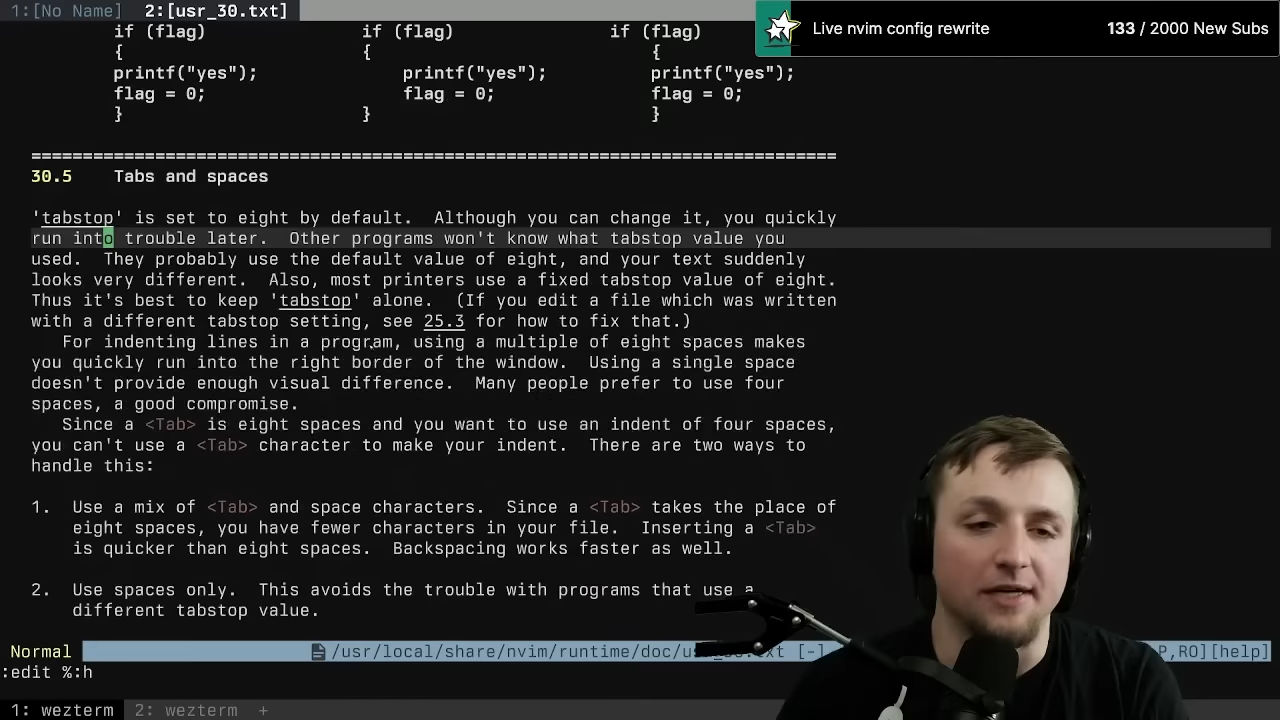 1:[No Name]  2:[usr_30.txt]
Live nvim config rewrite
133 / 2000 New Subs
if (flag) if (flag) if (flag)
{ { {
printf("yes"); printf("yes"); printf("yes");
flag = 0; flag = 0; flag = 0;
} } }
==============================================================================
30.5 Tabs and spaces
'tabstop' is set to eight by default.  Although you can change it, you quickly
run into trouble later.  Other programs won't know what tabstop value you
used.  They probably use the default value of eight, and your text suddenly
looks very different.  Also, most printers use a fixed tabstop value of eight.
Thus it's best to keep 'tabstop' alone.  (If you edit a file which was written
with a different tabstop setting, see 25.3 for how to fix that.)
For indenting lines in a program, using a multiple of eight spaces makes
you quickly run into the right border of the window.  Using a single space
doesn't provide enough visual difference.  Many people prefer to use four
spaces, a good compromise.
Since a <Tab> is eight spaces and you want to use an indent of four spaces,
you can't use a <Tab> character to make your indent.  There are two ways to
handle this:
1.  Use a mix of <Tab> and space characters.  Since a <Tab> takes the place of
eight spaces, you have fewer characters in your file.  Inserting a <Tab>
is quicker than eight spaces.  Backspacing works faster as well.
2.  Use spaces only.  This avoids the trouble with programs that use a
different tabstop value.
Normal /usr/local/share/nvim/runtime/doc/usr_30.txt [-] P,RO][help]
:edit %:h
1: wezterm 2: wezterm +